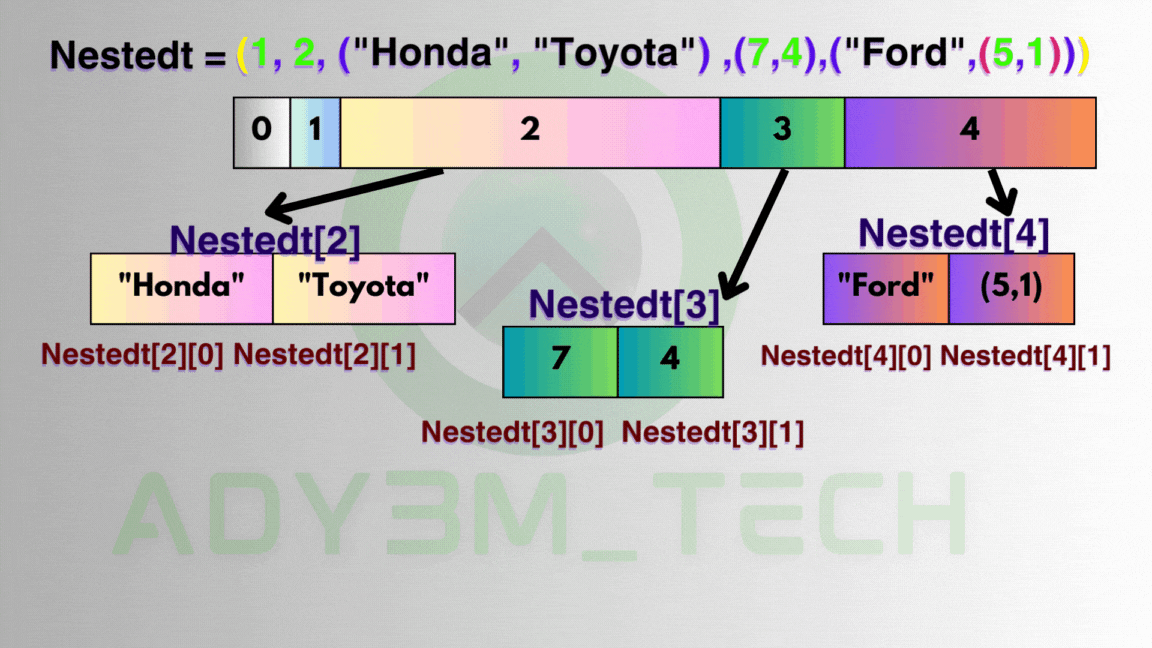 Nestedt = (1, 2, ("Honda", "Toyota") ,(7,4),("Ford",(5,1)))
0 1 2 3 4
Nestedt[2]
"Honda" "Toyota"
Nestedt[2][0] Nestedt[2][1]
Nestedt[3]
7 4
Nestedt[3][0] Nestedt[3][1]
Nestedt[4]
"Ford" (5,1)
Nestedt[4][0] Nestedt[4][1]
ADY3M_TECH